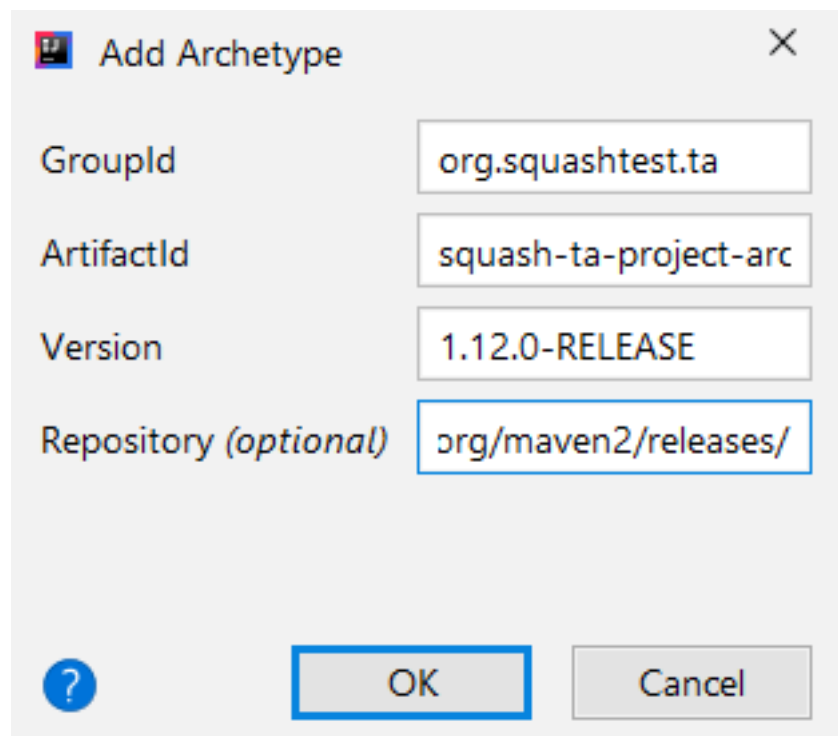 Add Archetype
GroupId org.squashtest.ta
ArtifactId squash-ta-project-arc
Version 1.12.0-RELEASE
Repository (optional) org/maven2/releases/
? OK Cancel